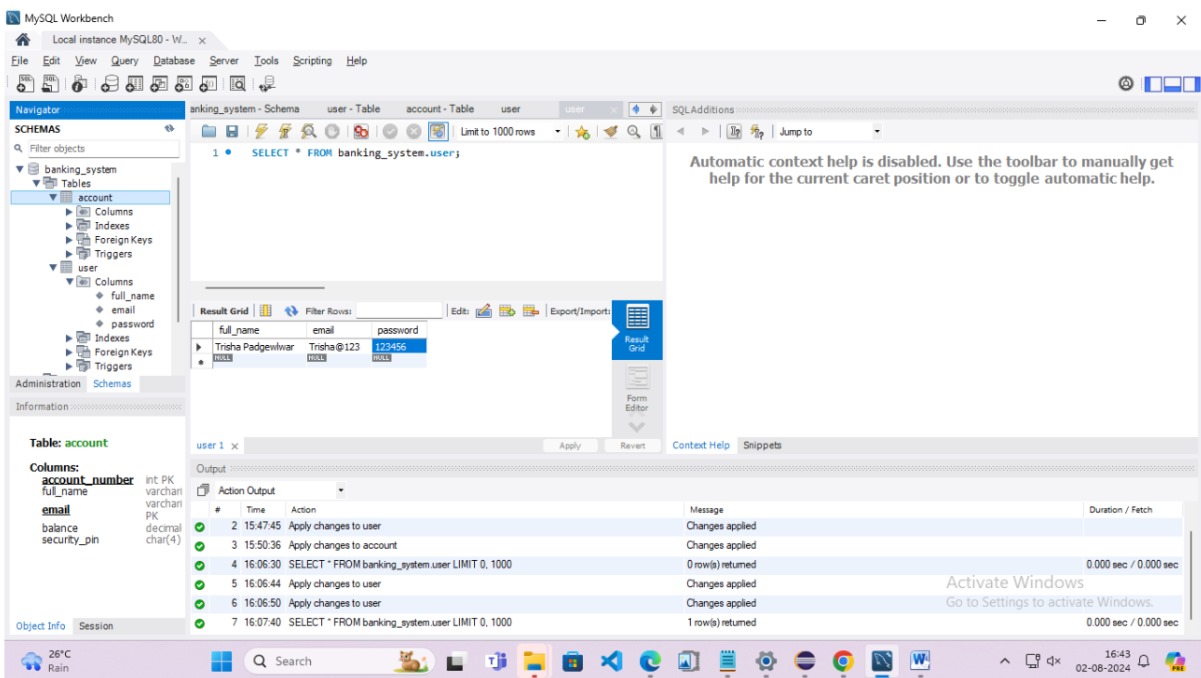 MySQL Workbench
Local instance MySQL80 - W... ×
File Edit View Query Database Server Tools Scripting Help
Navigator
SCHEMAS
Filter objects
banking_system
Tables
account
Columns
Indexes
Foreign Keys
Triggers
user
Columns
full_name
email
password
Indexes
Foreign Keys
Triggers
Administration Schemas
Information
Table: account
Columns:
account_number int PK
full_name varchar
email varchar PK
balance decimal
security_pin char(4)
Object Info Session
anking_system - Schema user - Table account - Table user user ×
Limit to 1000 rows
1 SELECT * FROM banking_system.user;
Result Grid Filter Rows: Edit: Export/Import:
full_name email password
Trisha Padgewlwar Trisha@123 123456
NULL NULL NULL
Result Grid
Form Editor
user 1 × Apply Revert
SQLAdditions
Jump to
Automatic context help is disabled. Use the toolbar to manually get
help for the current caret position or to toggle automatic help.
Context Help Snippets
Output
Action Output
# Time Action Message Duration / Fetch
2 15:47:45 Apply changes to user Changes applied
3 15:50:36 Apply changes to account Changes applied
4 16:06:30 SELECT * FROM banking_system.user LIMIT 0, 1000 0 row(s) returned 0.000 sec / 0.000 sec
5 16:06:44 Apply changes to user Changes applied
6 16:06:50 Apply changes to user Changes applied
7 16:07:40 SELECT * FROM banking_system.user LIMIT 0, 1000 1 row(s) returned 0.000 sec / 0.000 sec
Activate Windows
Go to Settings to activate Windows.
26°C
Rain
Search
16:43
02-08-2024